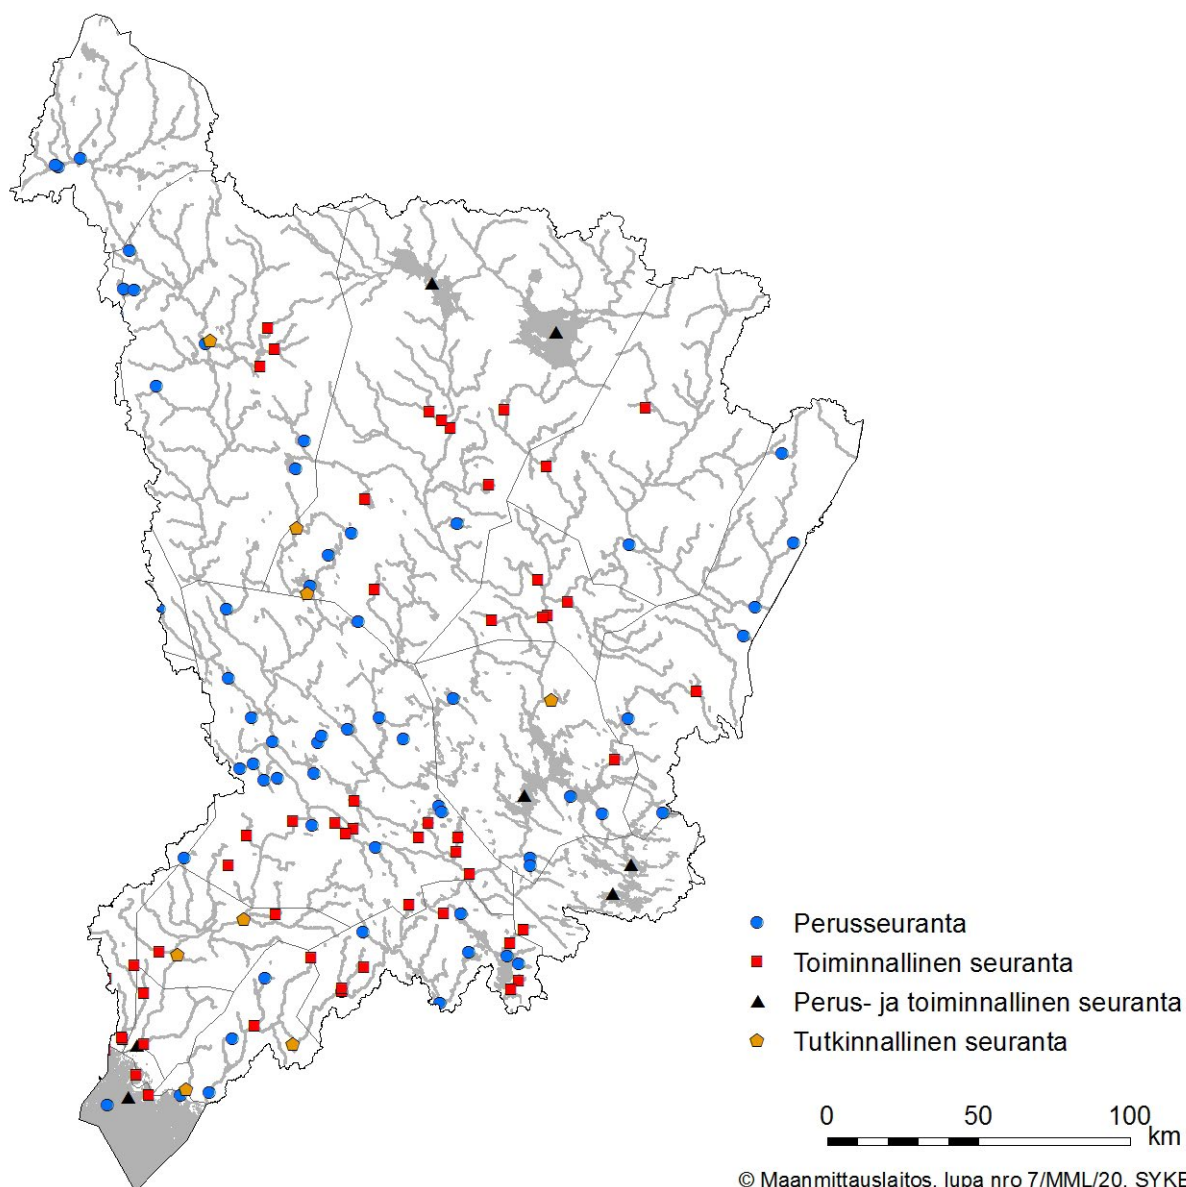 Perusseuranta
Toiminnallinen seuranta
Perus- ja toiminnallinen seuranta
Tutkinnallinen seuranta
0 50 100
km
© Maanmittauslaitos, lupa nro 7/MML/20, SYKE